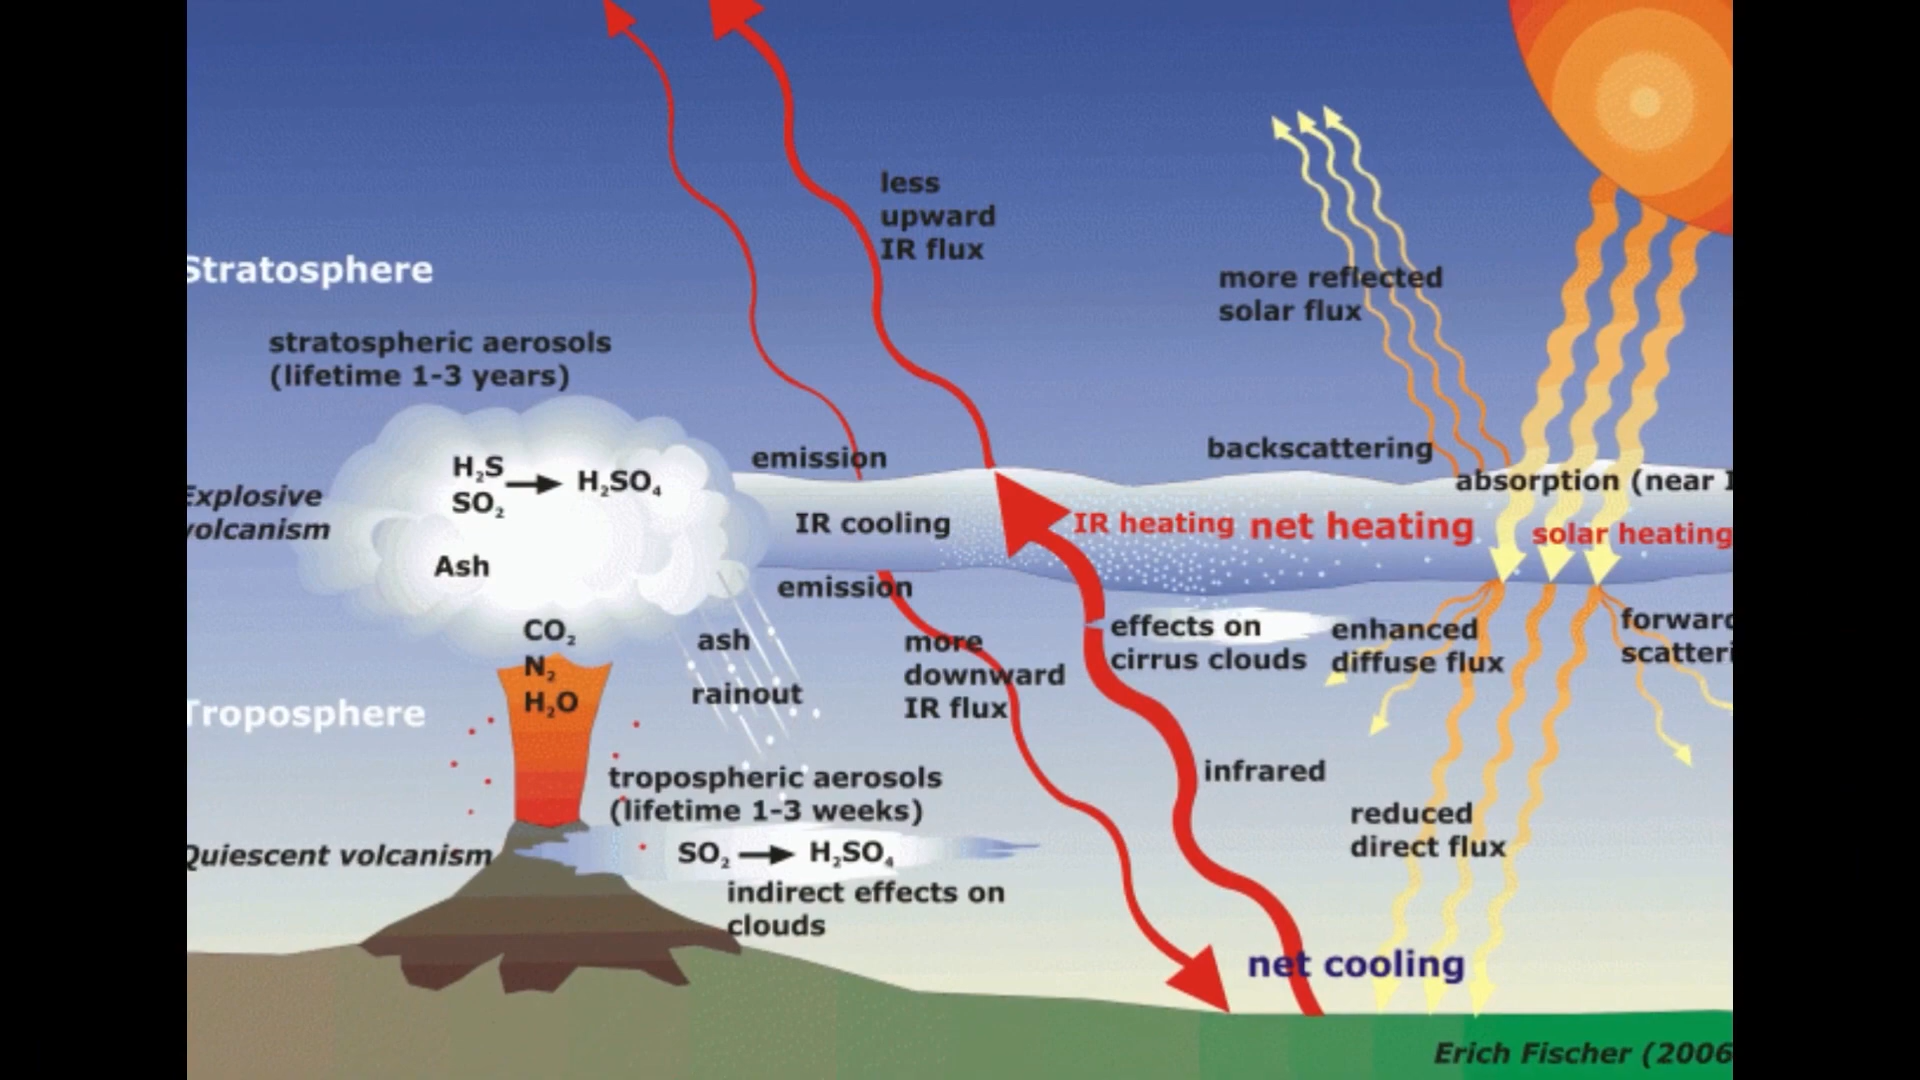 less
upward
IR flux
Stratosphere
more reflected
solar flux
stratospheric aerosols
(lifetime 1-3 years)
emission
backscattering
H₂S
SO₂
H₂SO₄
absorption (near I
Explosive
volcanism
IR cooling
IR heating
net heating
solar heating
Ash
emission
CO₂
N₂
H₂O
ash
rainout
more
downward
IR flux
effects on
cirrus clouds
enhanced
diffuse flux
forward
scatteri
Troposphere
infrared
tropospheric aerosols
(lifetime 1-3 weeks)
reduced
direct flux
Quiescent volcanism
SO₂
H₂SO₄
indirect effects on
clouds
net cooling
Erich Fischer (2006